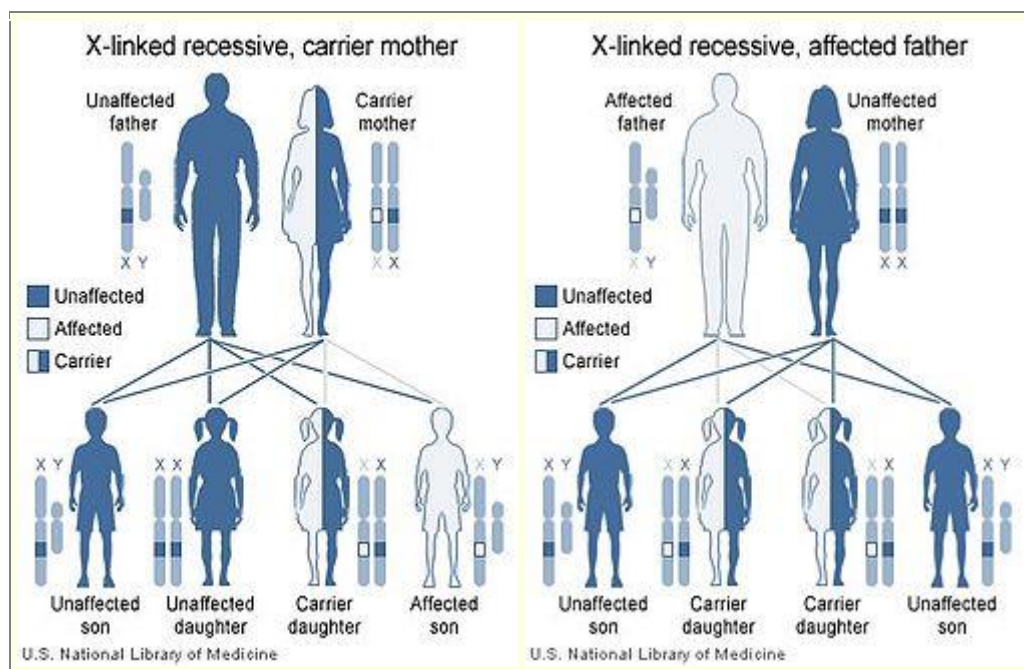 X-linked recessive, carrier mother
Unaffected
father
Carrier
mother
X Y
X X
Unaffected
Affected
Carrier
X Y
X X
X X
X Y
Unaffected
son
Unaffected
daughter
Carrier
daughter
Affected
son
U.S. National Library of Medicine
X-linked recessive, affected father
Affected
father
Unaffected
mother
X Y
X X
Unaffected
Affected
Carrier
X Y
X X
X X
X Y
Unaffected
son
Carrier
daughter
Carrier
daughter
Unaffected
son
U.S. National Library of Medicine